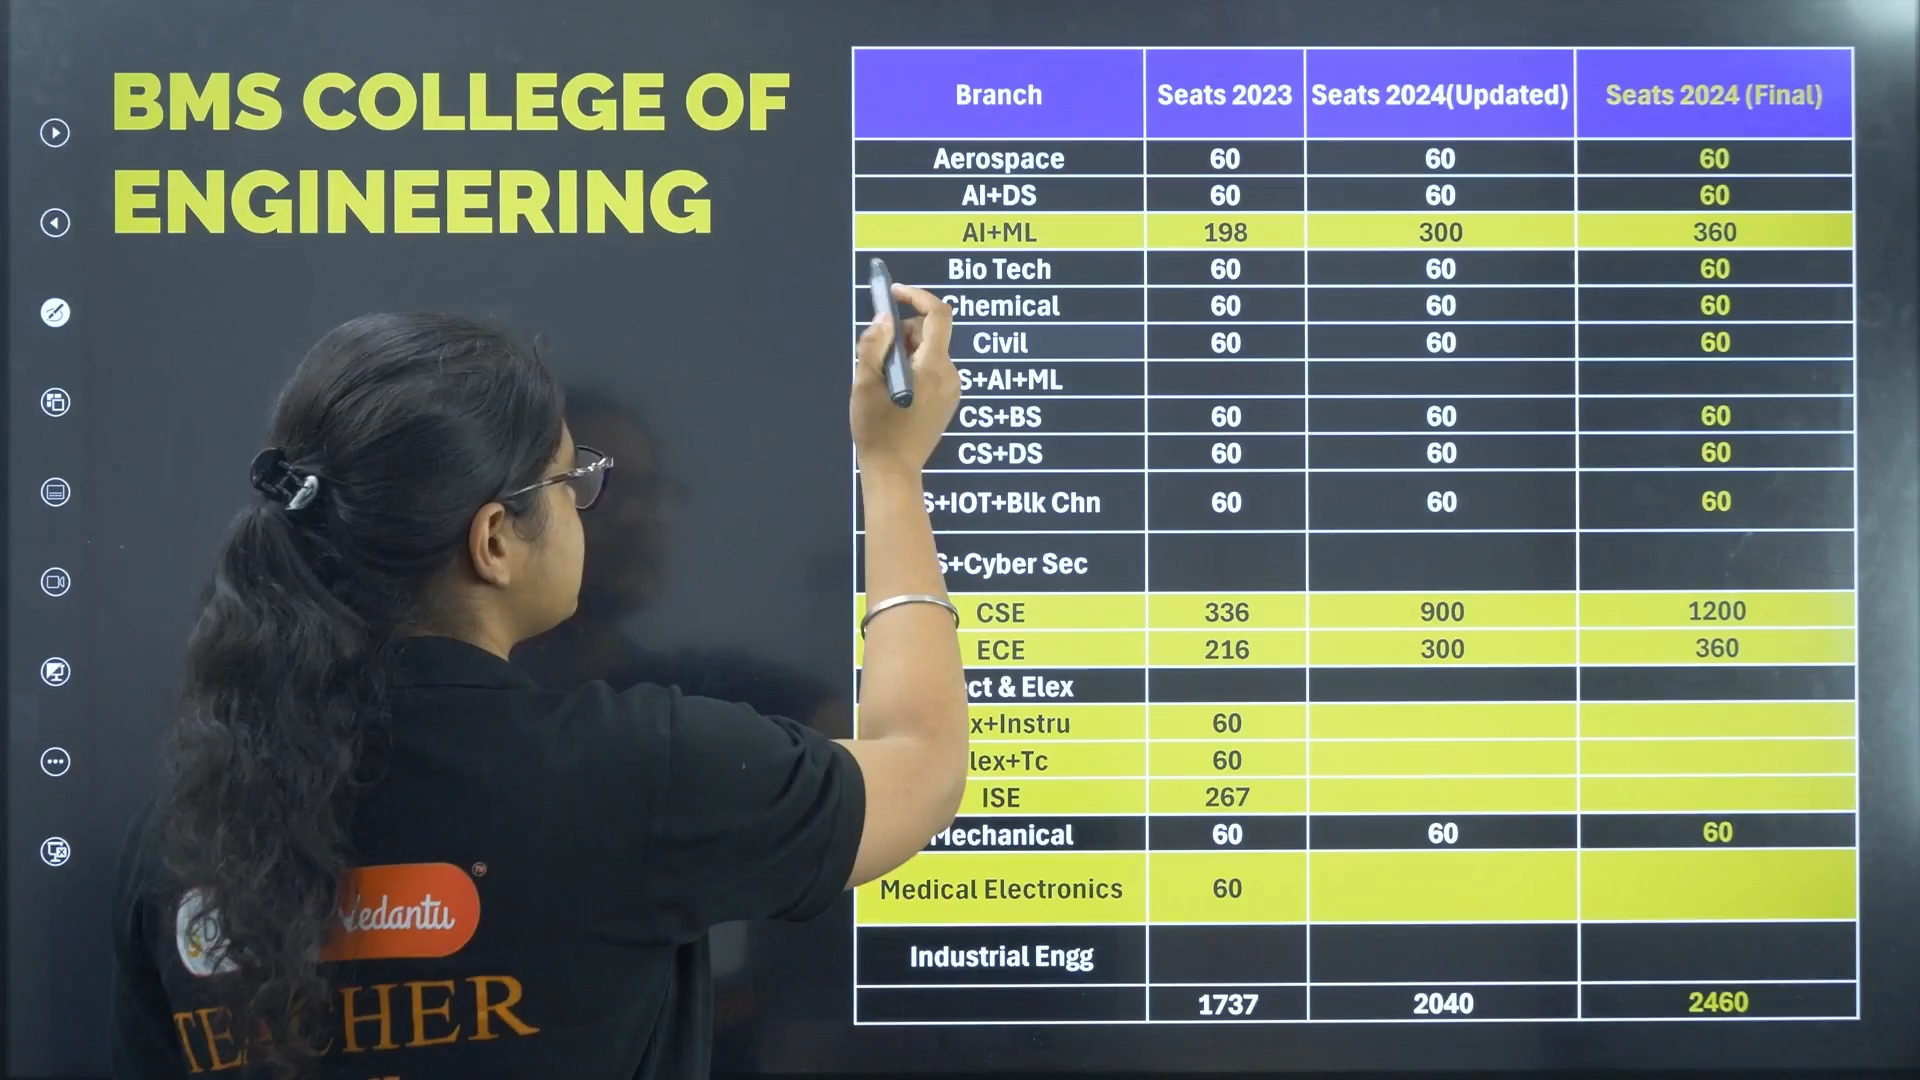 BMS COLLEGE OF
ENGINEERING
Branch Seats 2023 Seats 2024(Updated) Seats 2024 (Final)
Aerospace 60 60 60
AI+DS 60 60 60
AI+ML 198 300 360
Bio Tech 60 60 60
Chemical 60 60 60
Civil 60 60 60
S+AI+ML
CS+BS 60 60 60
CS+DS 60 60 60
S+IOT+Blk Chn 60 60 60
S+Cyber Sec
CSE 336 900 1200
ECE 216 300 360
ct & Elex
x+Instru 60
lex+Tc 60
ISE 267
Mechanical 60 60 60
Medical Electronics 60
Industrial Engg
1737 2040 2460
Vedantu
TEACHER